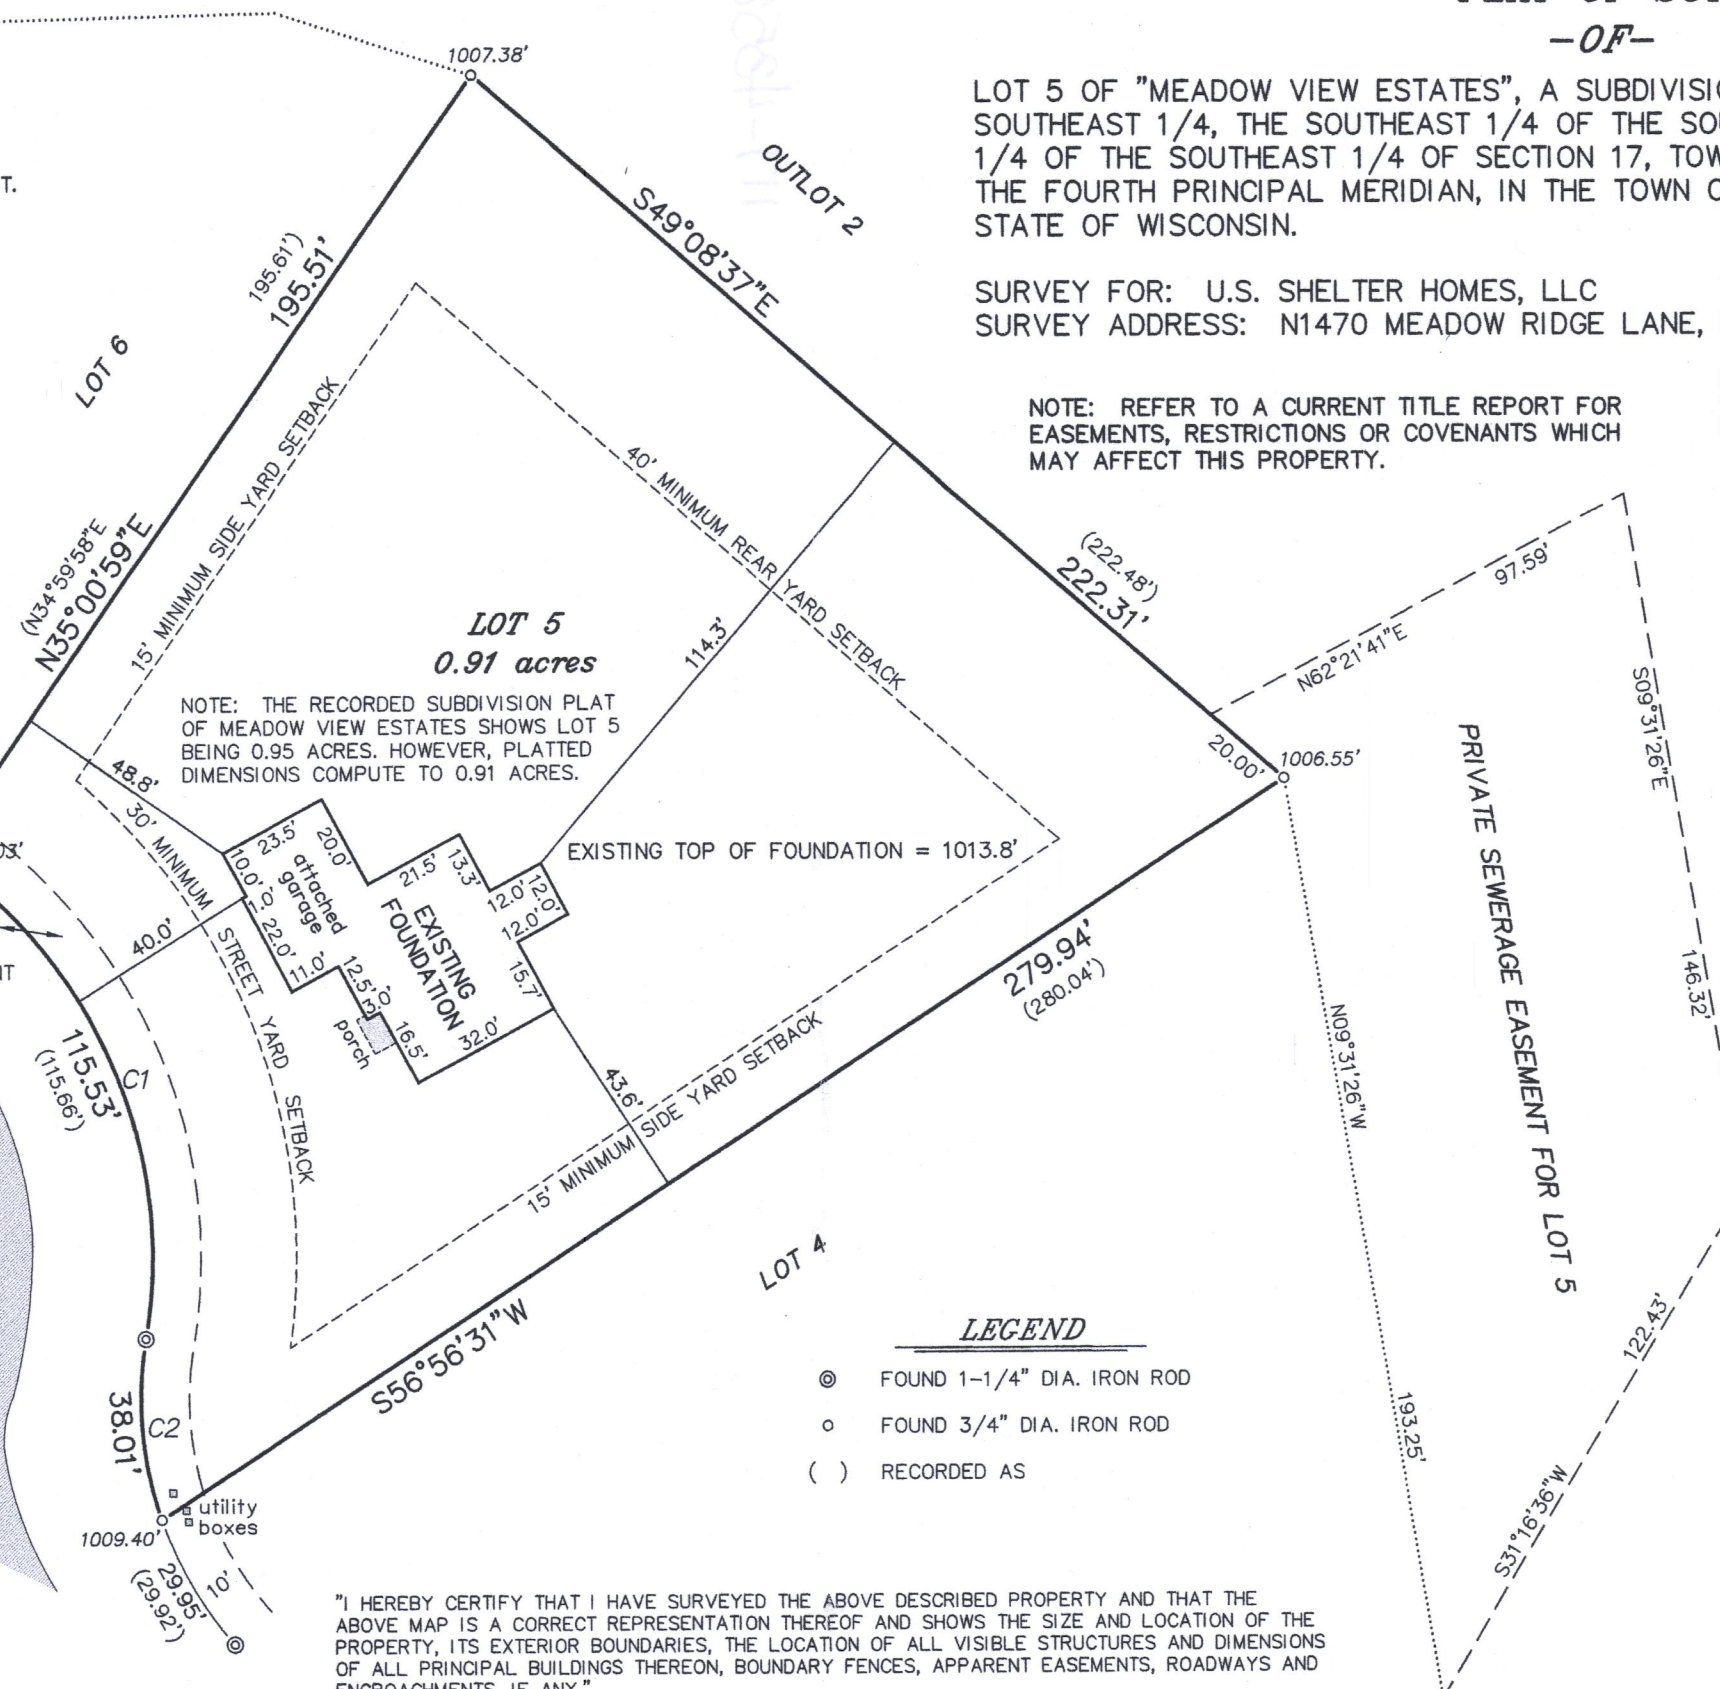 -OF-
LOT 5 OF "MEADOW VIEW ESTATES", A
SOUTHEAST 1/4, THE SOUTHEAST 1/4 OF THE
1/4 OF THE SOUTHEAST 1/4 OF SECTION 17,
THE FOURTH PRINCIPAL MERIDIAN, IN THE TOWN
STATE OF WISCONSIN.
SURVEY FOR: U.S. SHELTER HOMES, LLC
SURVEY ADDRESS: N1470 MEADOW RIDGE LANE,
NOTE: REFER TO A CURRENT TITLE REPORT FOR
EASEMENTS, RESTRICTIONS OR COVENANTS WHICH
MAY AFFECT THIS PROPERTY.
1007.38'
OUTLOT 2
S49°08'37"E
(195.61')
195.51'
T.
LOT 6
15' MINIMUM SIDE YARD SETBACK
40' MINIMUM REAR YARD SETBACK
(N34°59'58"E
N35°00'59"E
(222.48')
222.31'
97.59'
N62°21'41"E
S09°31'26"E
LOT 5
0.91 acres
114.3'
NOTE: THE RECORDED SUBDIVISION PLAT
OF MEADOW VIEW ESTATES SHOWS LOT 5
BEING 0.95 ACRES. HOWEVER, PLATTED
DIMENSIONS COMPUTE TO 0.91 ACRES.
20.00'
1006.55'
PRIVATE SEWERAGE EASEMENT FOR LOT 5
48.8'
30' MINIMUM STREET YARD SETBACK
03'
23.5'
20.0'
10.0'
attached
garage
21.5'
13.3'
12.0'
12.0'
12.0'
EXISTING TOP OF FOUNDATION = 1013.8'
22.0'
11.0'
12.5'
EXISTING
FOUNDATION
15.7'
40.0'
porch
16.5'
32.0'
279.94'
(280.04')
146.32'
N09°31'26"W
115.53'
(115.66')
C1
43.6'
15' MINIMUM SIDE YARD SETBACK
LOT 4
S56°56'31"W
122.43'
193.25'
S31°16'36"W
38.01'
C2
utility
boxes
1009.40'
29.95'
(29.92')
10'
LEGEND
FOUND 1-1/4" DIA. IRON ROD
FOUND 3/4" DIA. IRON ROD
( ) RECORDED AS
"I HEREBY CERTIFY THAT I HAVE SURVEYED THE ABOVE DESCRIBED PROPERTY AND THAT THE
ABOVE MAP IS A CORRECT REPRESENTATION THEREOF AND SHOWS THE SIZE AND LOCATION OF THE
PROPERTY, ITS EXTERIOR BOUNDARIES, THE LOCATION OF ALL VISIBLE STRUCTURES AND DIMENSIONS
OF ALL PRINCIPAL BUILDINGS THEREON, BOUNDARY FENCES, APPARENT EASEMENTS, ROADWAYS AND
ENCROACHMENTS, IF ANY."